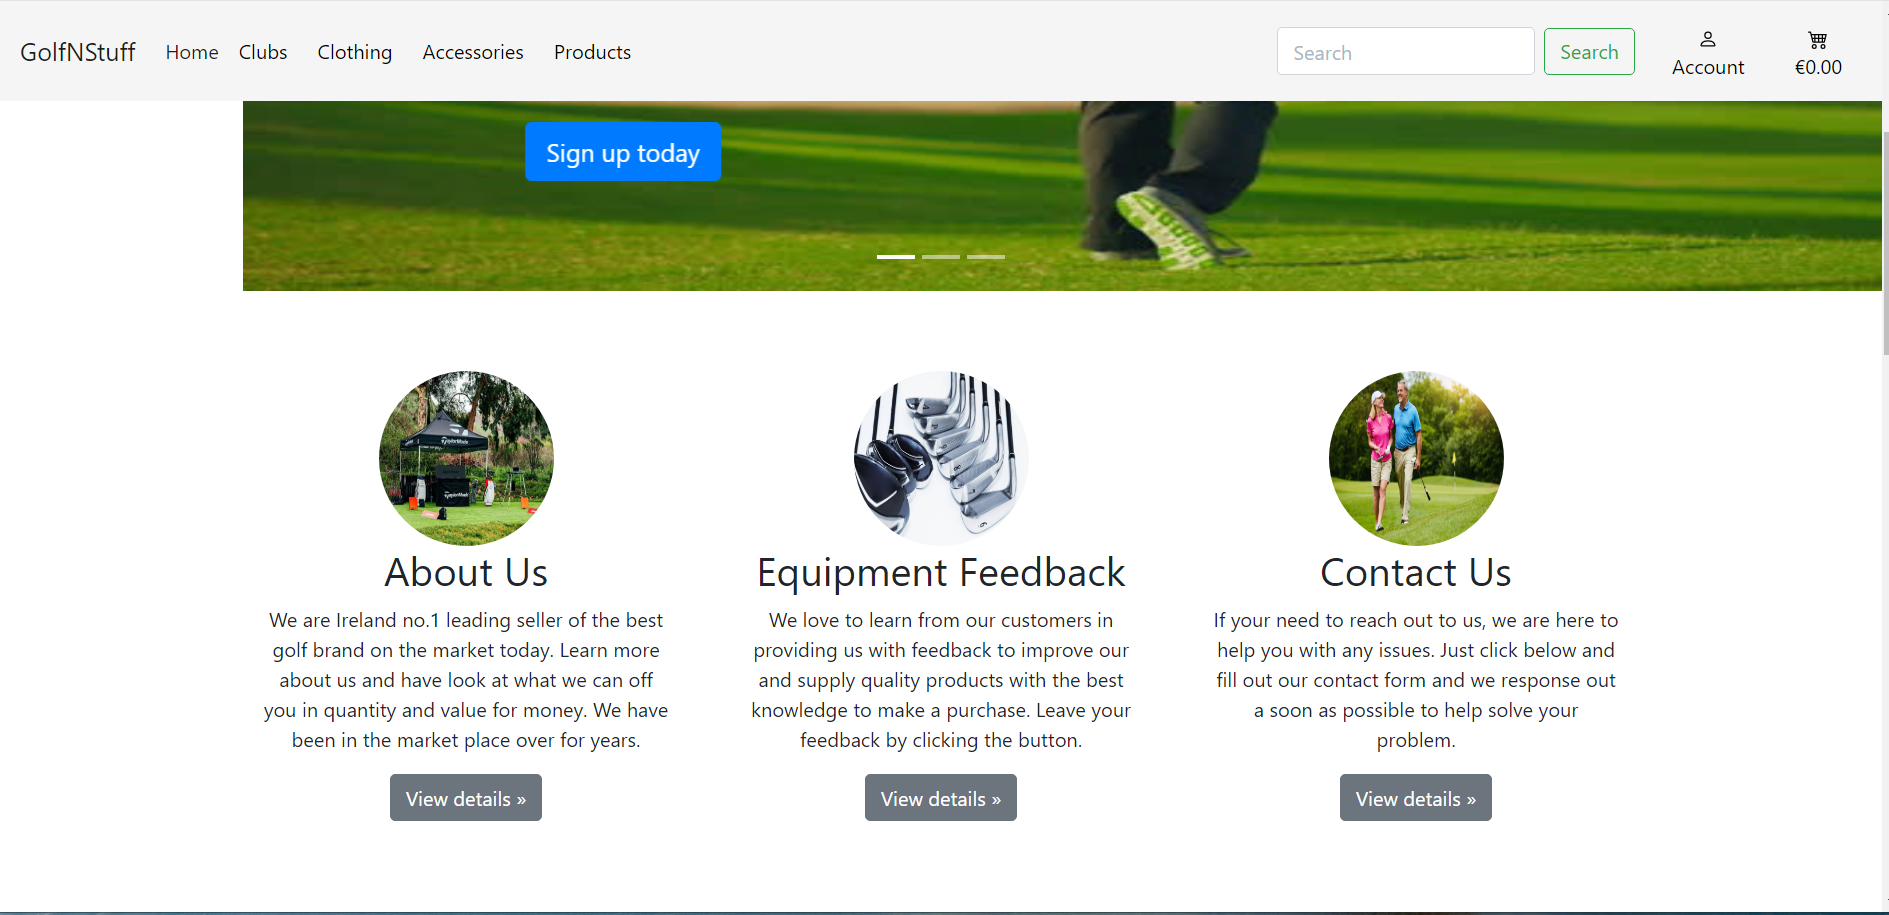 GolfNStuff Home Clubs Clothing Accessories Products Search Search Account €0.00
Sign up today
TaylorMade
TaylorMade
About Us
We are Ireland no.1 leading seller of the best
golf brand on the market today. Learn more
about us and have look at what we can off
you in quantity and value for money. We have
been in the market place over for years.
View details »
Equipment Feedback
We love to learn from our customers in
providing us with feedback to improve our
and supply quality products with the best
knowledge to make a purchase. Leave your
feedback by clicking the button.
View details »
Contact Us
If your need to reach out to us, we are here to
help you with any issues. Just click below and
fill out our contact form and we response out
a soon as possible to help solve your
problem.
View details »